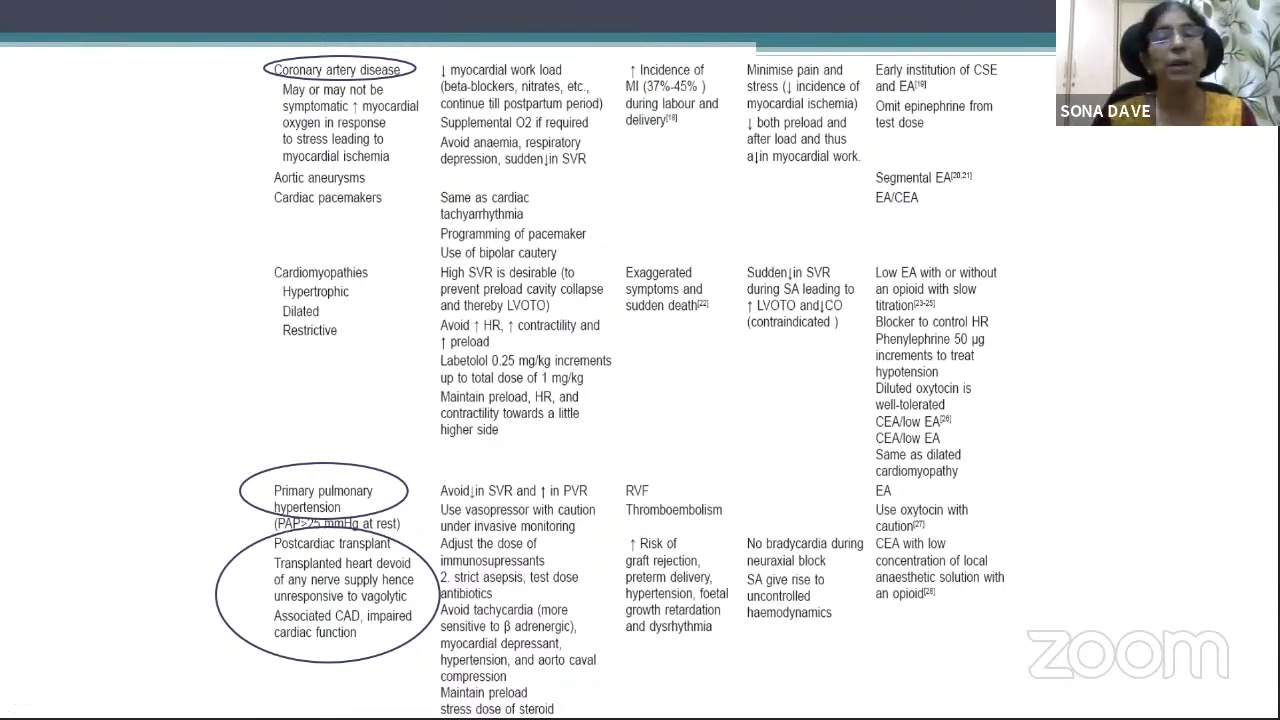 SONA DAVE
Coronary artery disease
May or may not be
symptomatic ↑ myocardial
oxygen in response
to stress leading to
myocardial ischemia
↓ myocardial work load
(beta-blockers, nitrates, etc.,
continue till postpartum period)
Supplemental O2 if required
Avoid anaemia, respiratory
depression, sudden↓in SVR
↑ Incidence of
MI (37%-45% )
during labour and
delivery[18]
Minimise pain and
stress (↓ incidence of
myocardial ischemia)
↓ both preload and
after load and thus
a↓in myocardial work.
Early institution of CSE
and EA[19]
Omit epinephrine from
test dose
Aortic aneurysms
Segmental EA[20,21]
Cardiac pacemakers
Same as cardiac
tachyarrhythmia
Programming of pacemaker
Use of bipolar cautery
EA/CEA
Cardiomyopathies
Hypertrophic
Dilated
Restrictive
High SVR is desirable (to
prevent preload cavity collapse
and thereby LVOTO)
Avoid ↑ HR, ↑ contractility and
↑ preload
Labetolol 0.25 mg/kg increments
up to total dose of 1 mg/kg
Maintain preload, HR, and
contractility towards a little
higher side
Exaggerated
symptoms and
sudden death[22]
Sudden↓in SVR
during SA leading to
↑ LVOTO and↓CO
(contraindicated )
Low EA with or without
an opioid with slow
titration[23-25]
Blocker to control HR
Phenylephrine 50 µg
increments to treat
hypotension
Diluted oxytocin is
well-tolerated
CEA/low EA[26]
CEA/low EA
Same as dilated
cardiomyopathy
Primary pulmonary
hypertension
(PAP≥25 mmHg at rest)
Avoid↓in SVR and ↑ in PVR
Use vasopressor with caution
under invasive monitoring
RVF
Thromboembolism
EA
Use oxytocin with
caution[27]
Postcardiac transplant
Transplanted heart devoid
of any nerve supply hence
unresponsive to vagolytic
Associated CAD, impaired
cardiac function
Adjust the dose of
immunosupressants
2. strict asepsis, test dose
antibiotics
Avoid tachycardia (more
sensitive to β adrenergic),
myocardial depressant,
hypertension, and aorto caval
compression
Maintain preload
stress dose of steroid
↑ Risk of
graft rejection,
preterm delivery,
hypertension, foetal
growth retardation
and dysrhythmia
No bradycardia during
neuraxial block
SA give rise to
uncontrolled
haemodynamics
CEA with low
concentration of local
anaesthetic solution with
an opioid[28]
zoom